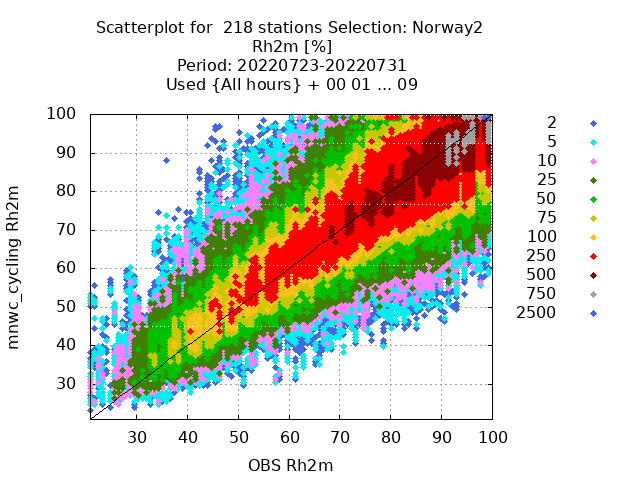 Scatterplot for  218 stations Selection: Norway2
Rh2m [%]
Period: 20220723-20220731
Used {All hours} + 00 01 ... 09
100
90
80
70
60
50
40
30
mnwc_cycling Rh2m
30 40 50 60 70 80 90 100
OBS Rh2m
2
5
10
25
50
75
100
250
500
750
2500